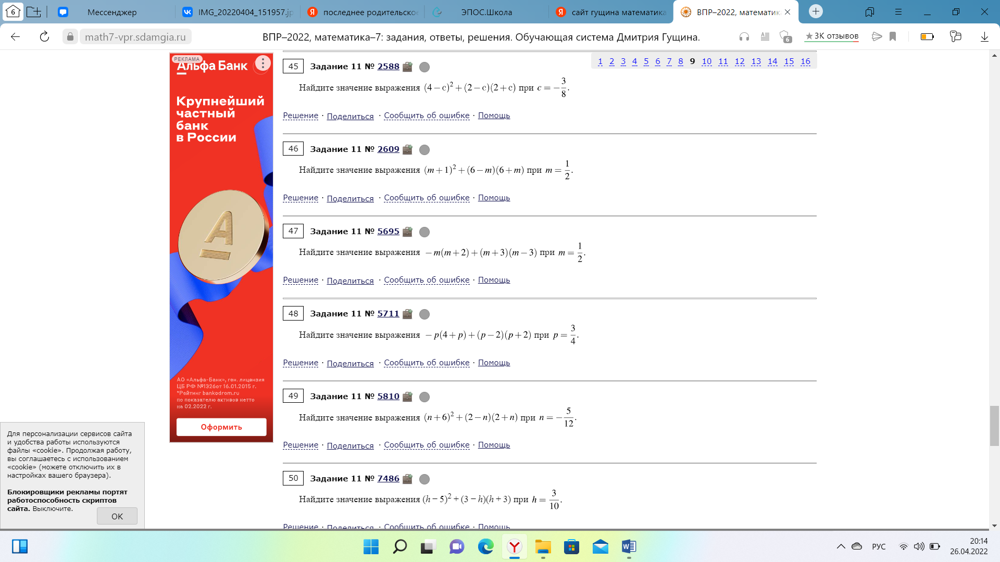 6
Мессенджер
IMG_20220404_151957.jp
последнее родительское
ЭПОС.Школа
сайт гущина математика
ВПР–2022, математик
math7-vpr.sdamgia.ru
ВПР–2022, математика–7: задания, ответы, решения. Обучающая система Дмитрия Гущина.
6
★ 3К отзывов
РЕКЛАМА
Альфа Банк
Крупнейший
частный
банк
в России
А
АО «Альфа-Банк», ген. лицензия
ЦБ РФ №1326от 16.01.2015 г.
*Рейтинг bankodrom.ru
по показателю активов нетто
на 02.2022 г.
Оформить
1 2 3 4 5 6 7 8 9 10 11 12 13 14 15 16
45 Задание 11 № 2588
Найдите значение выражения (4 − c)² + (2 − c)(2 + c) при c = −3/8.
Решение · Поделиться · Сообщить об ошибке · Помощь
46 Задание 11 № 2609
Найдите значение выражения (m + 1)² + (6 − m)(6 + m) при m = 1/2.
Решение · Поделиться · Сообщить об ошибке · Помощь
47 Задание 11 № 5695
Найдите значение выражения −m(m + 2) + (m + 3)(m − 3) при m = 1/2.
Решение · Поделиться · Сообщить об ошибке · Помощь
48 Задание 11 № 5711
Найдите значение выражения −p(4 + p) + (p − 2)(p + 2) при p = 3/4.
Решение · Поделиться · Сообщить об ошибке · Помощь
49 Задание 11 № 5810
Найдите значение выражения (n + 6)² + (2 − n)(2 + n) при n = −5/12.
Решение · Поделиться · Сообщить об ошибке · Помощь
50 Задание 11 № 7486
Найдите значение выражения (h − 5)² + (3 − h)(h + 3) при h = 3/10.
Решение · Поделиться · Сообщить об ошибке · Помощь
Для персонализации сервисов сайта
и удобства работы используются
файлы «cookie». Продолжая работу,
вы соглашаетесь с использованием
«cookie» (можете отключить их в
настройках вашего браузера).
Блокировщики рекламы портят
работоспособность скриптов
сайта. Выключите.
OK
РУС
20:14
26.04.2022